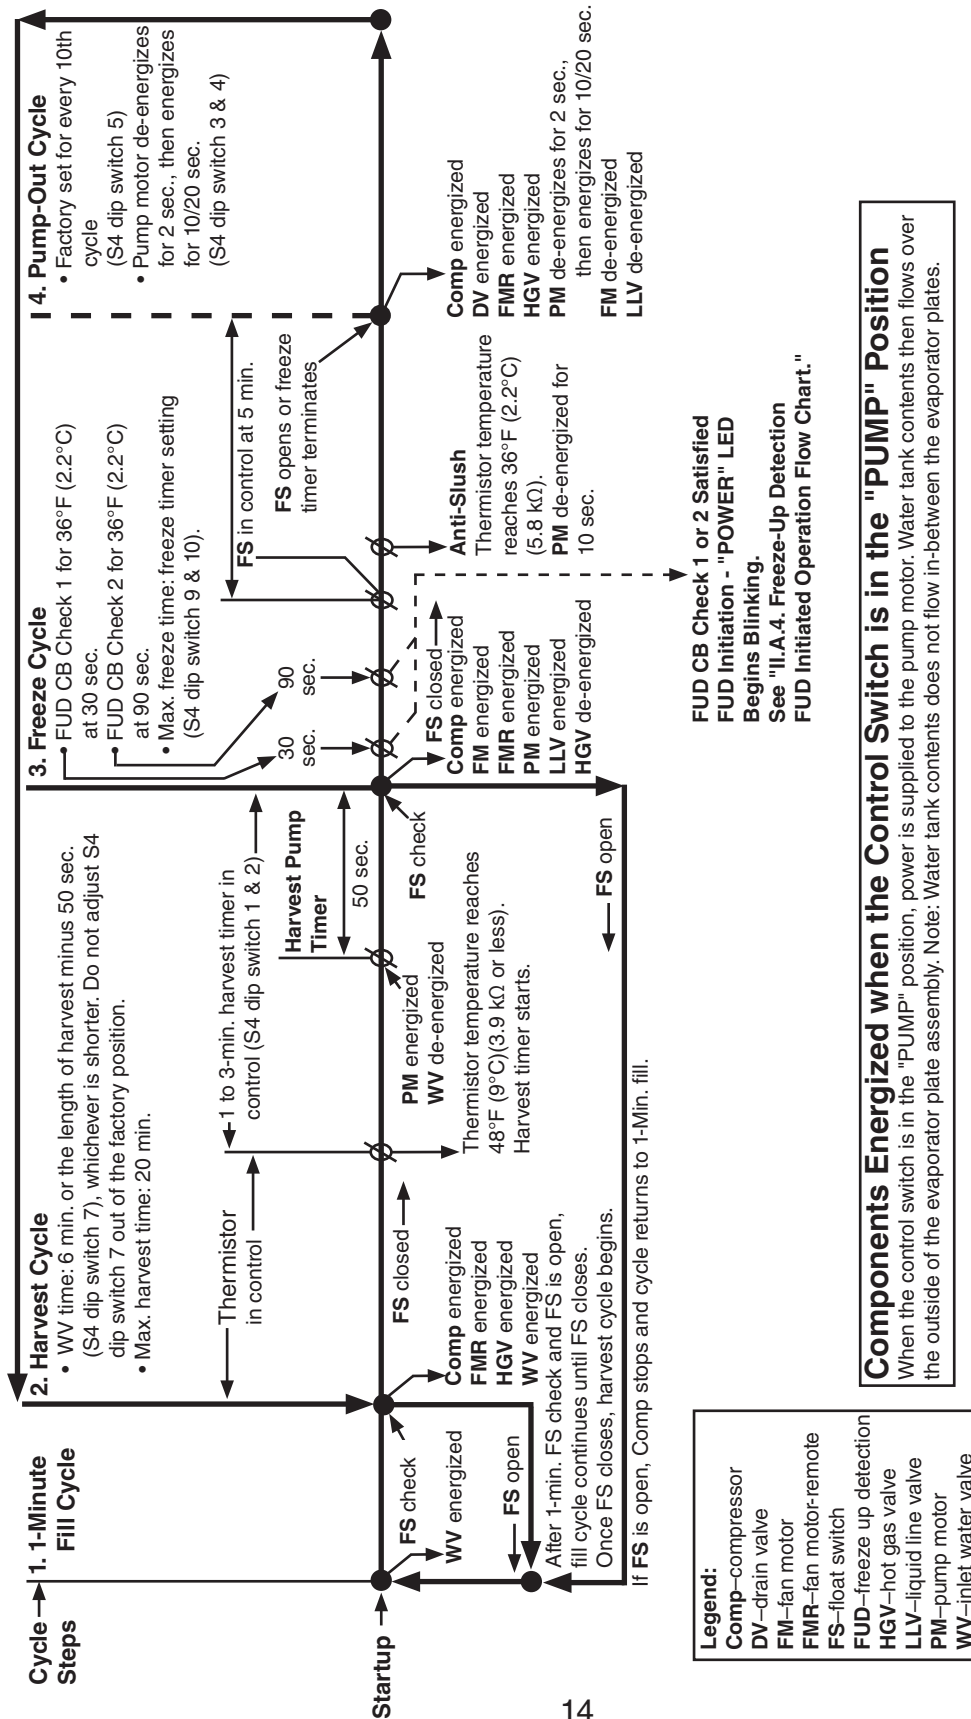 Cycle
Steps
1. 1-Minute
Fill Cycle
2. Harvest Cycle
• WV time: 6 min. or the length of harvest minus 50 sec.
(S4 dip switch 7), whichever is shorter. Do not adjust S4
dip switch 7 out of the factory position.
• Max. harvest time: 20 min.
3. Freeze Cycle
• FUD CB Check 1 for 36°F (2.2°C)
at 30 sec.
• FUD CB Check 2 for 36°F (2.2°C)
at 90 sec.
• Max. freeze time: freeze timer setting
(S4 dip switch 9 & 10).
4. Pump-Out Cycle
• Factory set for every 10th
cycle
(S4 dip switch 5)
• Pump motor de-energizes
for 2 sec., then energizes
for 10/20 sec.
(S4 dip switch 3 & 4)
Thermistor
in control
1 to 3-min. harvest timer in
control (S4 dip switch 1 & 2)
Harvest Pump
Timer
50 sec.
30
sec.
90
sec.
FS in control at 5 min.
FS opens or freeze
timer terminates
Startup
FS check
WV energized
FS open
FS closed
Comp energized
FMR energized
HGV energized
WV energized
After 1-min. FS check and FS is open,
fill cycle continues until FS closes.
Once FS closes, harvest cycle begins.
PM energized
WV de-energized
Thermistor temperature reaches
48°F (9°C)(3.9 kΩ or less).
Harvest timer starts.
FS check
FS closed
Comp energized
FM energized
FMR energized
PM energized
LLV energized
HGV de-energized
Anti-Slush
Thermistor temperature
reaches 36°F (2.2°C)
(5.8 kΩ).
PM de-energized for
10 sec.
Comp energized
DV energized
FMR energized
HGV energized
PM de-energizes for 2 sec.,
then energizes for 10/20 sec.
FM de-energized
LLV de-energized
FS open
If FS is open, Comp stops and cycle returns to 1-Min. fill.
FUD CB Check 1 or 2 Satisfied
FUD Initiation - "POWER" LED
Begins Blinking.
See "II.A.4. Freeze-Up Detection
FUD Initiated Operation Flow Chart."
Legend:
Comp–compressor
DV–drain valve
FM–fan motor
FMR–fan motor-remote
FS–float switch
FUD–freeze up detection
HGV–hot gas valve
LLV–liquid line valve
PM–pump motor
WV–inlet water valve
Components Energized when the Control Switch is in the "PUMP" Position
When the control switch is in the "PUMP" position, power is supplied to the pump motor. Water tank contents then flows over
the outside of the evaporator plates. Note: Water tank contents does not flow in-between the evaporator plates.
14